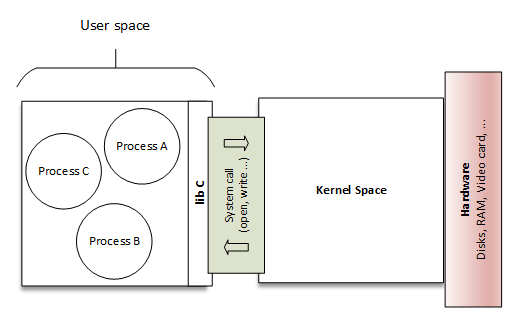 User space
Process A
Process C
Process B
lib C
System call
(open, write ...)
Kernel Space
Hardware
Disks, RAM, Video card, ...